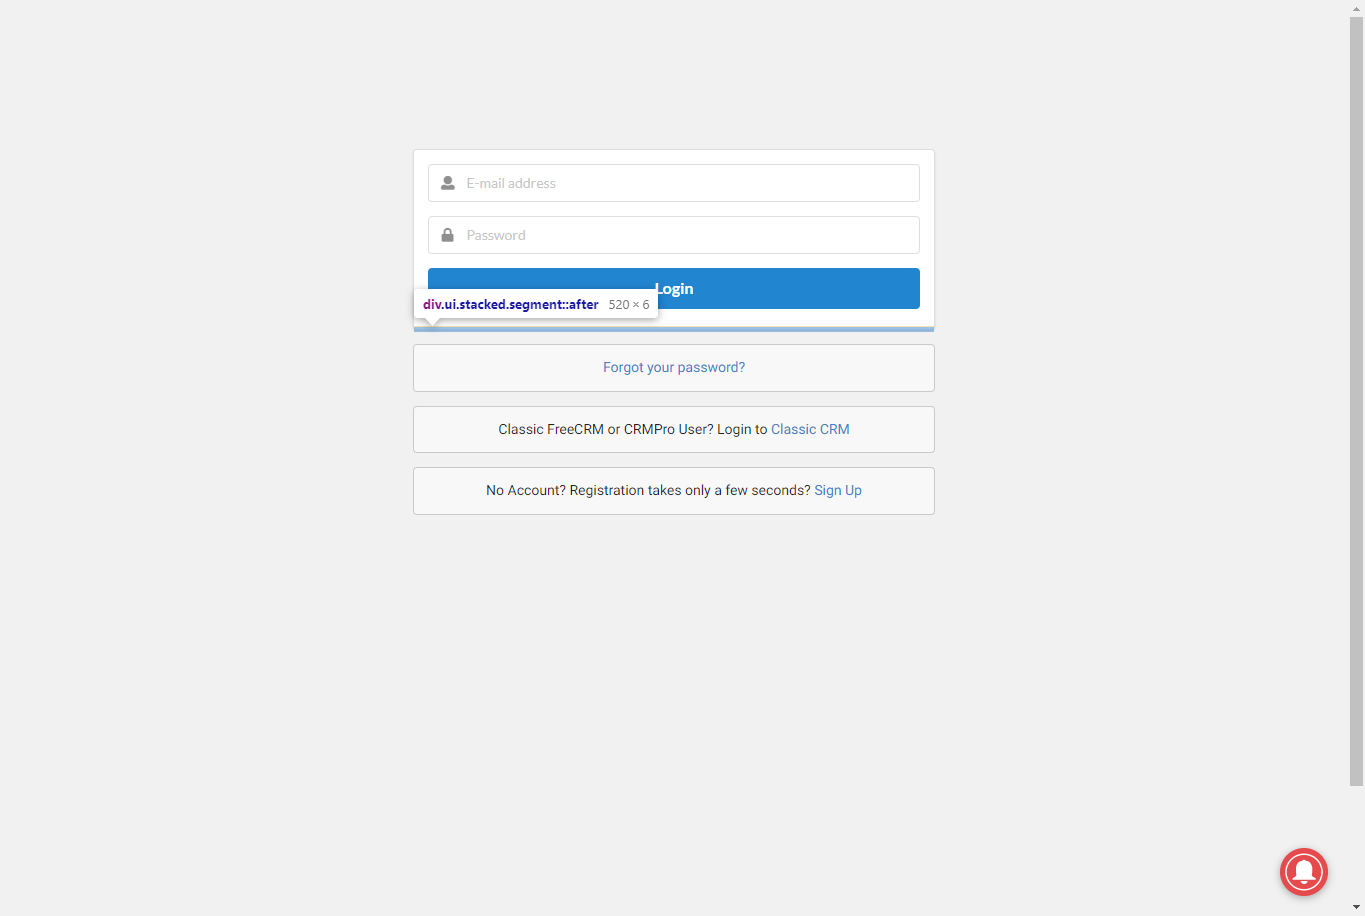 E-mail address
Password
Login
div.ui.stacked.segment::after 520 × 6
Forgot your password?
Classic FreeCRM or CRMPro User? Login to Classic CRM
No Account? Registration takes only a few seconds? Sign Up